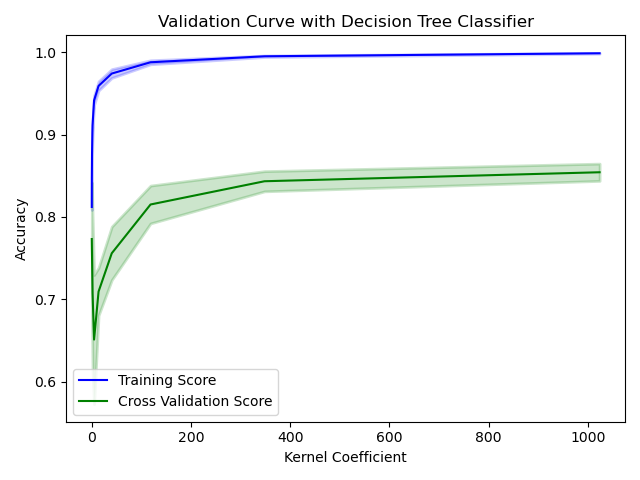 Validation Curve with Decision Tree Classifier
1.0
0.9
0.8
0.7
0.6
Accuracy
Training Score
Cross Validation Score
0 200 400 600 800 1000
Kernel Coefficient